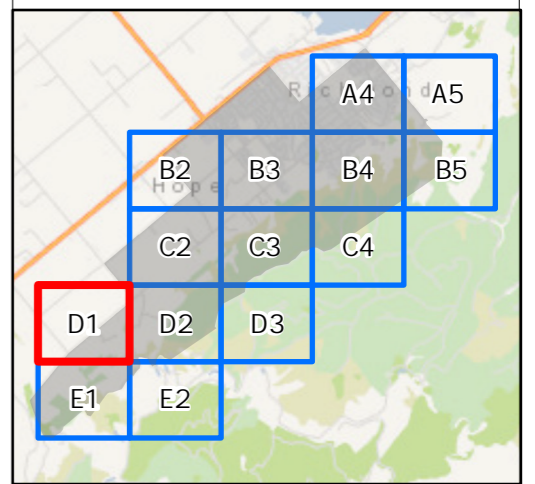 Richmond
A4 A5
B2 B3 B4 B5
Hope
C2 C3 C4
D1 D2 D3
E1 E2